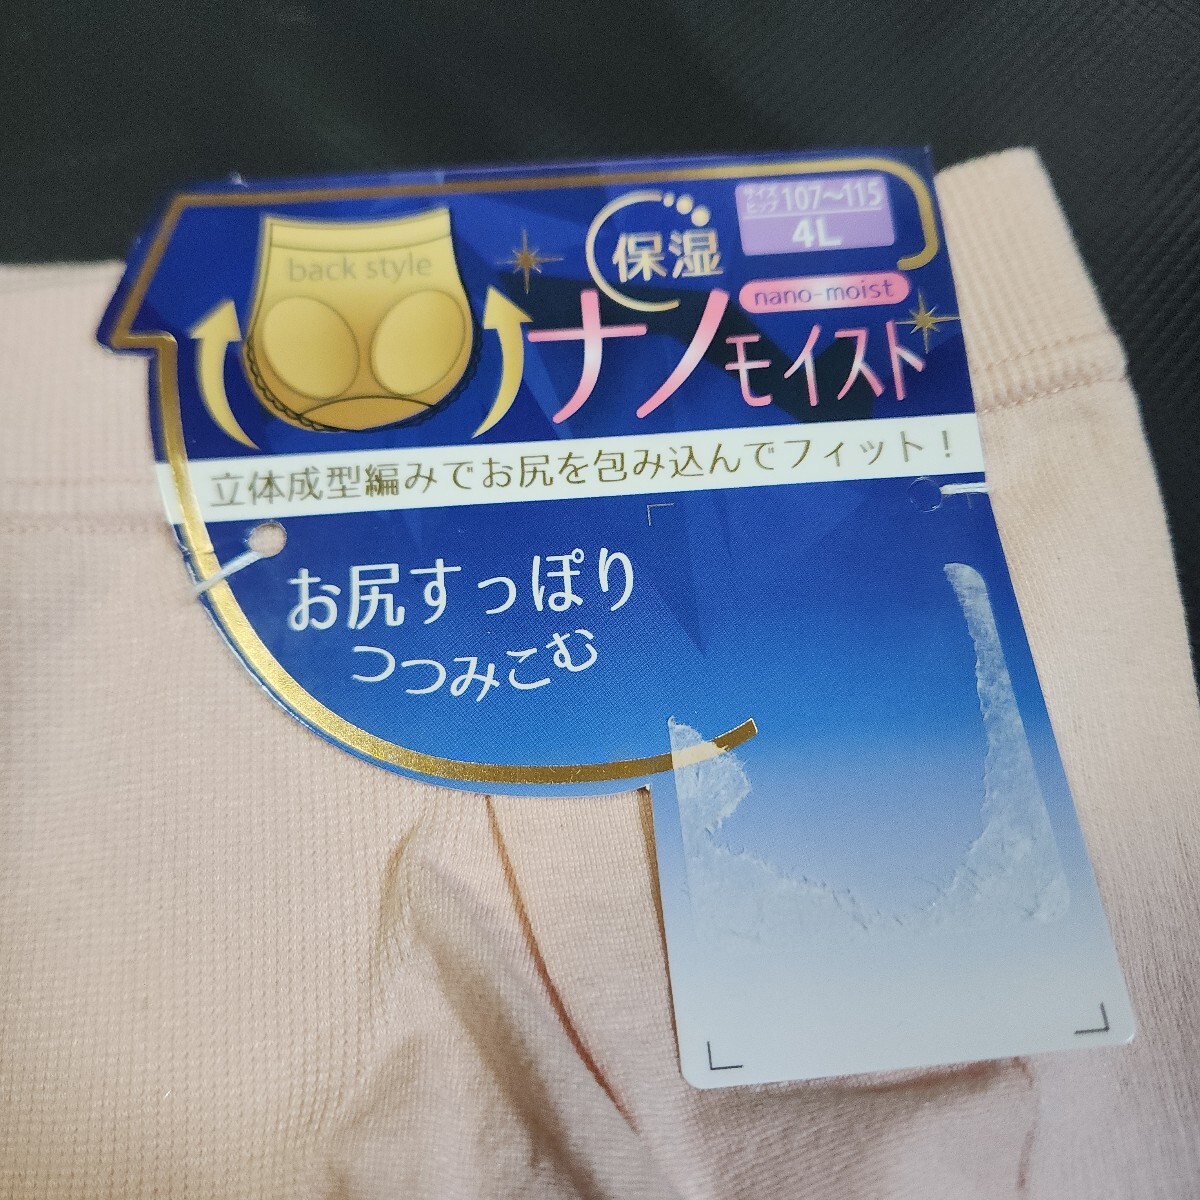 back style
保湿
サイズ
ヒップ 107〜115
4L
nano-moist
ナノモイスト
立体成型編みでお尻を包み込んでフィット！
お尻すっぽり
つつみこむ